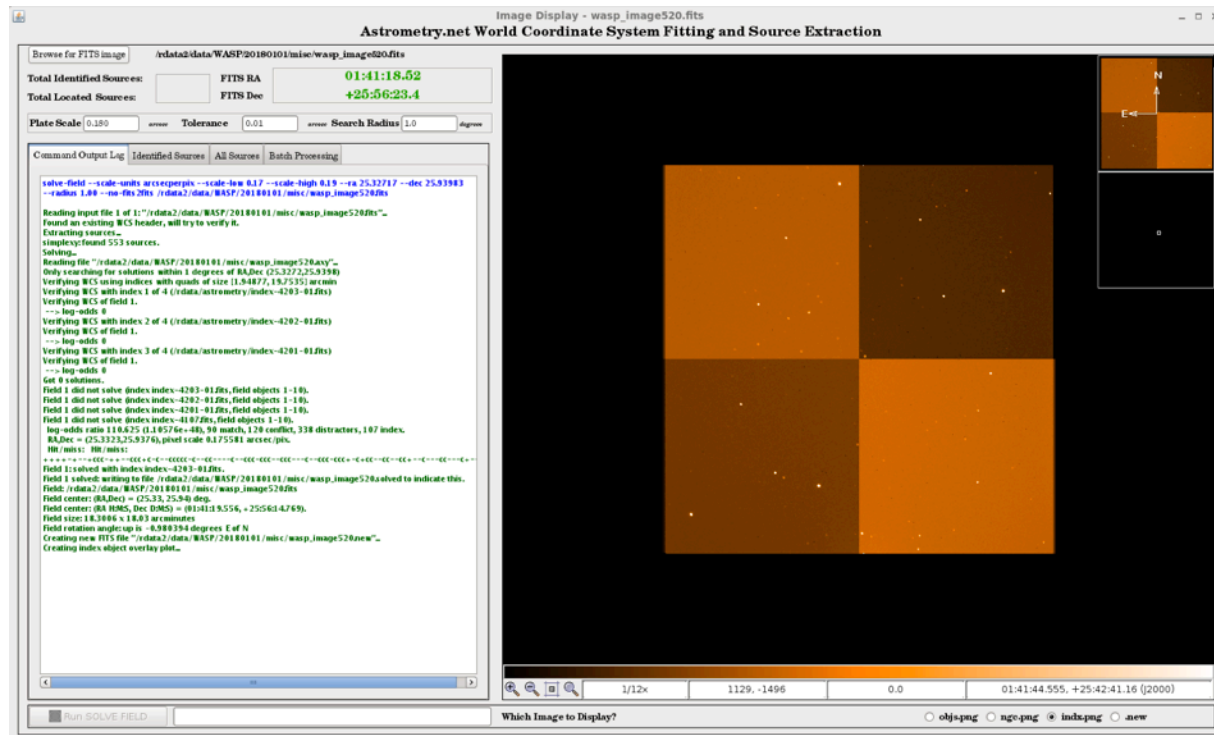 Image Display - wasp_image520.fits
Astrometry.net World Coordinate System Fitting and Source Extraction
Browse for FITS image /rdata2/data/WASP/20180101/misc/wasp_image520.fits
Total Identified Sources: FITS RA 01:41:18.52
Total Located Sources: FITS Dec +25:56:23.4
Plate Scale 0.180 arcsec Tolerance 0.01 arcsec Search Radius 1.0 degrees
Command Output Log Identified Sources All Sources Batch Processing
solve-field --scale-units arcsecperpix --scale-low 0.17 --scale-high 0.19 --ra 25.32717 --dec 25.93983
--radius 1.00 --no-fits2fits /rdata2/data/WASP/20180101/misc/wasp_image520.fits
Reading input file 1 of 1: "/rdata2/data/WASP/20180101/misc/wasp_image520.fits"...
Found an existing WCS header, will try to verify it.
Extracting sources...
simplexy: found 553 sources.
Solving...
Reading file "/rdata2/data/WASP/20180101/misc/wasp_image520.axy"...
Only searching for solutions within 1 degrees of RA,Dec (25.3272,25.9398)
Verifying WCS using indices with quads of size [1.94877, 19.7535] arcmin
Verifying WCS with index 1 of 4 (/rdata/astrometry/index-4203-01.fits)
Verifying WCS of field 1.
--> log-odds 0
Verifying WCS with index 2 of 4 (/rdata/astrometry/index-4202-01.fits)
Verifying WCS of field 1.
--> log-odds 0
Verifying WCS with index 3 of 4 (/rdata/astrometry/index-4201-01.fits)
Verifying WCS of field 1.
--> log-odds 0
Got 0 solutions.
Field 1 did not solve (index index-4203-01.fits, field objects 1-10).
Field 1 did not solve (index index-4202-01.fits, field objects 1-10).
Field 1 did not solve (index index-4201-01.fits, field objects 1-10).
Field 1 did not solve (index index-4107.fits, field objects 1-10).
log-odds ratio 110.625 (1.10576e+48), 90 match, 120 conflict, 338 distractors, 107 index.
RA,Dec = (25.3323,25.9376), pixel scale 0.175581 arcsec/pix.
Hit/miss: Hit/miss:
Field 1: solved with index index-4203-01.fits.
Field 1 solved: writing to file /rdata2/data/WASP/20180101/misc/wasp_image520.solved to indicate this.
Field: /rdata2/data/WASP/20180101/misc/wasp_image520.fits
Field center: (RA,Dec) = (25.33, 25.94) deg.
Field center: (RA H:M:S, Dec D:M:S) = (01:41:19.556, +25:56:14.769).
Field size: 18.3006 x 18.03 arcminutes
Field rotation angle: up is -0.980394 degrees E of N
Creating new FITS file "/rdata2/data/WASP/20180101/misc/wasp_image520.new"...
Creating index object overlay plot...
N
E
1/12x 1129, -1496 0.0 01:41:44.555, +25:42:41.16 (J2000)
Run SOLVE FIELD Which Image to Display? objs.png ngc.png indx.png .new